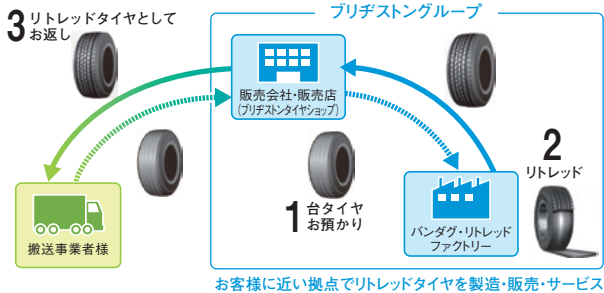 ブリヂストングループ
3 リトレッドタイヤとして
お返し
販売会社・販売店
(ブリヂストンタイヤショップ)
1 台タイヤ
お預かり
2
リトレッド
搬送事業者様
バンダグ・リトレッド
ファクトリー
お客様に近い拠点でリトレッドタイヤを製造・販売・サービス